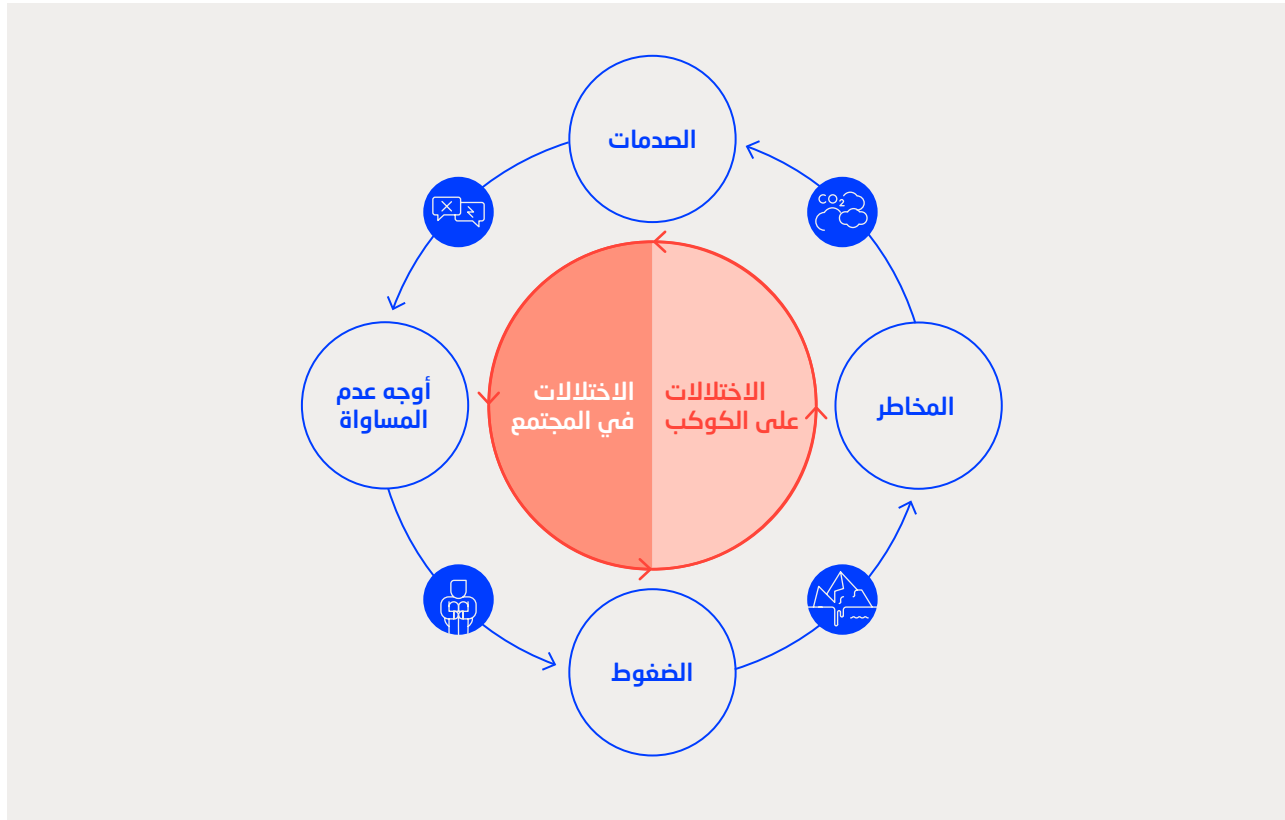 الصدمات
CO₂
المخاطر
الاختلالات
على الكوكب
الاختلالات
في المجتمع
أوجه عدم
المساواة
الضغوط